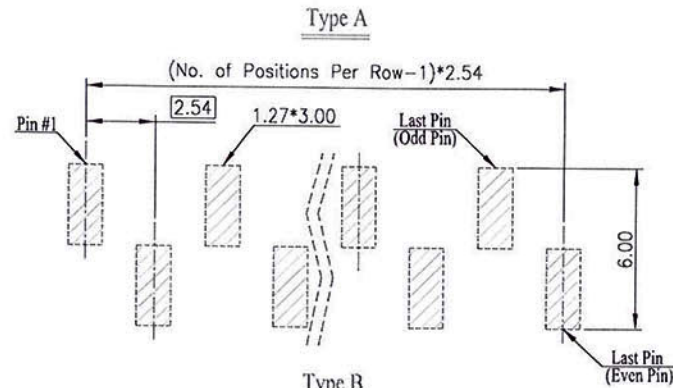 Type A
(No. of Positions Per Row-1)*2.54
2.54
Pin #1
1.27*3.00
Last Pin
(Odd Pin)
6.00
Last Pin
(Even Pin)
Type B